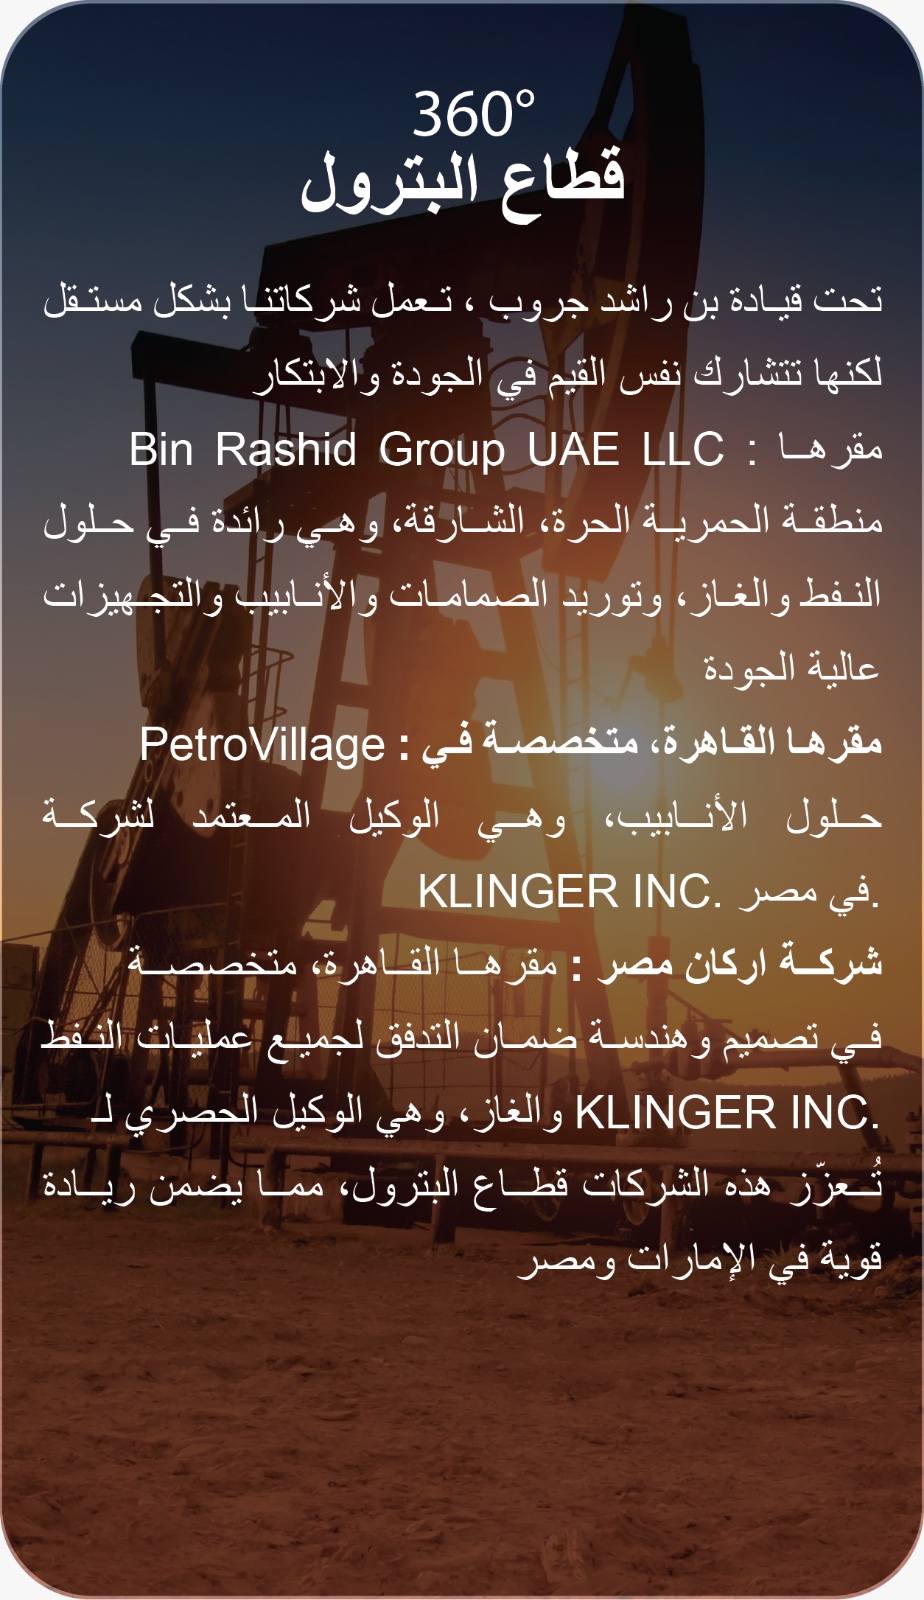 360°
قطاع البترول
تحت قيادة بن راشد جروب ، تعمل شركاتنا بشكل مستقل
لكنها تتشارك نفس القيم في الجودة والابتكار
مقرها : Bin Rashid Group UAE LLC
منطقة الحمرية الحرة، الشارقة، وهي رائدة في حلول
النفط والغاز، وتوريد الصمامات والأنابيب والتجهيزات
عالية الجودة
مقرها القاهرة، متخصصة في : PetroVillage
حلول الأنابيب، وهي الوكيل المعتمد لشركة
.في مصر KLINGER INC.
شركة اركان مصر : مقرها القاهرة، متخصصة
في تصميم وهندسة ضمان التدفق لجميع عمليات النفط
.KLINGER INC والغاز، وهي الوكيل الحصري لـ
تُعزّز هذه الشركات قطاع البترول، مما يضمن ريادة
قوية في الإمارات ومصر